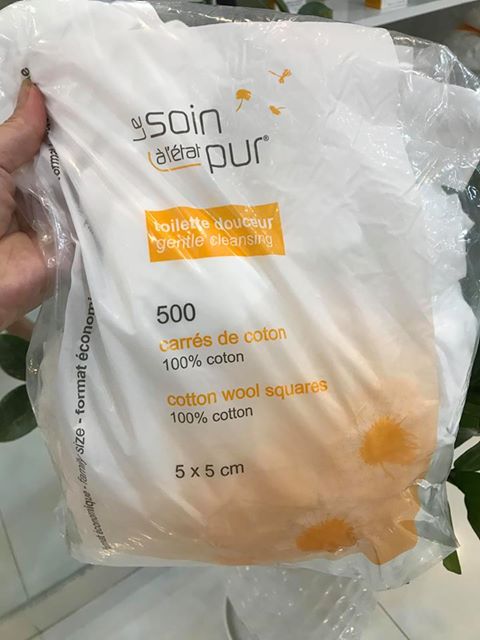 le soin
à l'état pur®
toilette douceur
gentle cleansing
500
carrés de coton
100% coton
cotton wool squares
100% cotton
5 x 5 cm
économique - family size - format économi
format